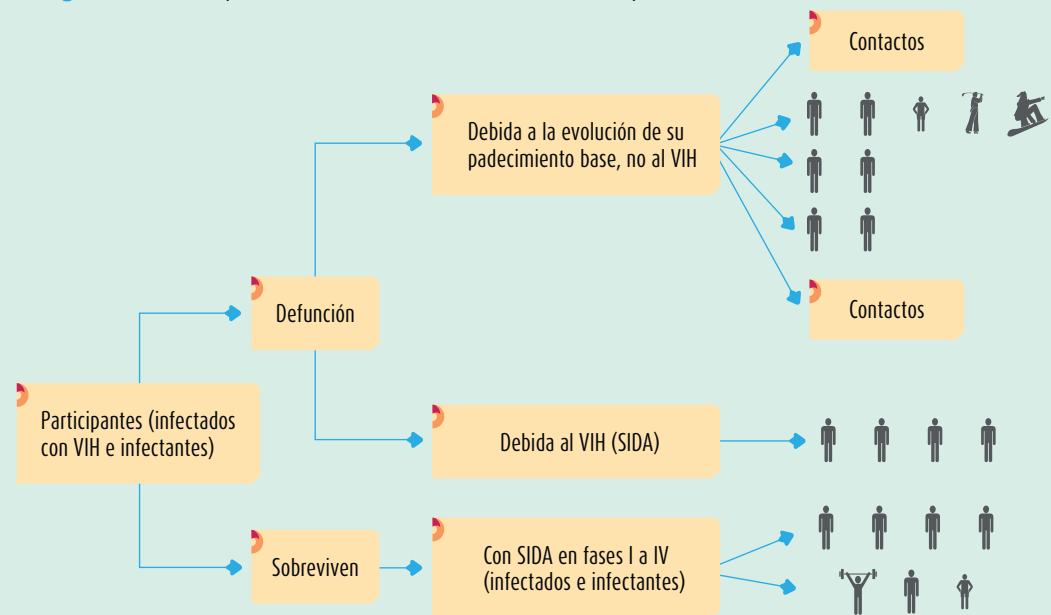 Contactos
Debida a la evolución de su
padecimiento base, no al VIH
Contactos
Defunción
Participantes (infectados
con VIH e infectantes)
Debida al VIH (SIDA)
Sobreviven
Con SIDA en fases I a IV
(infectados e infectantes)